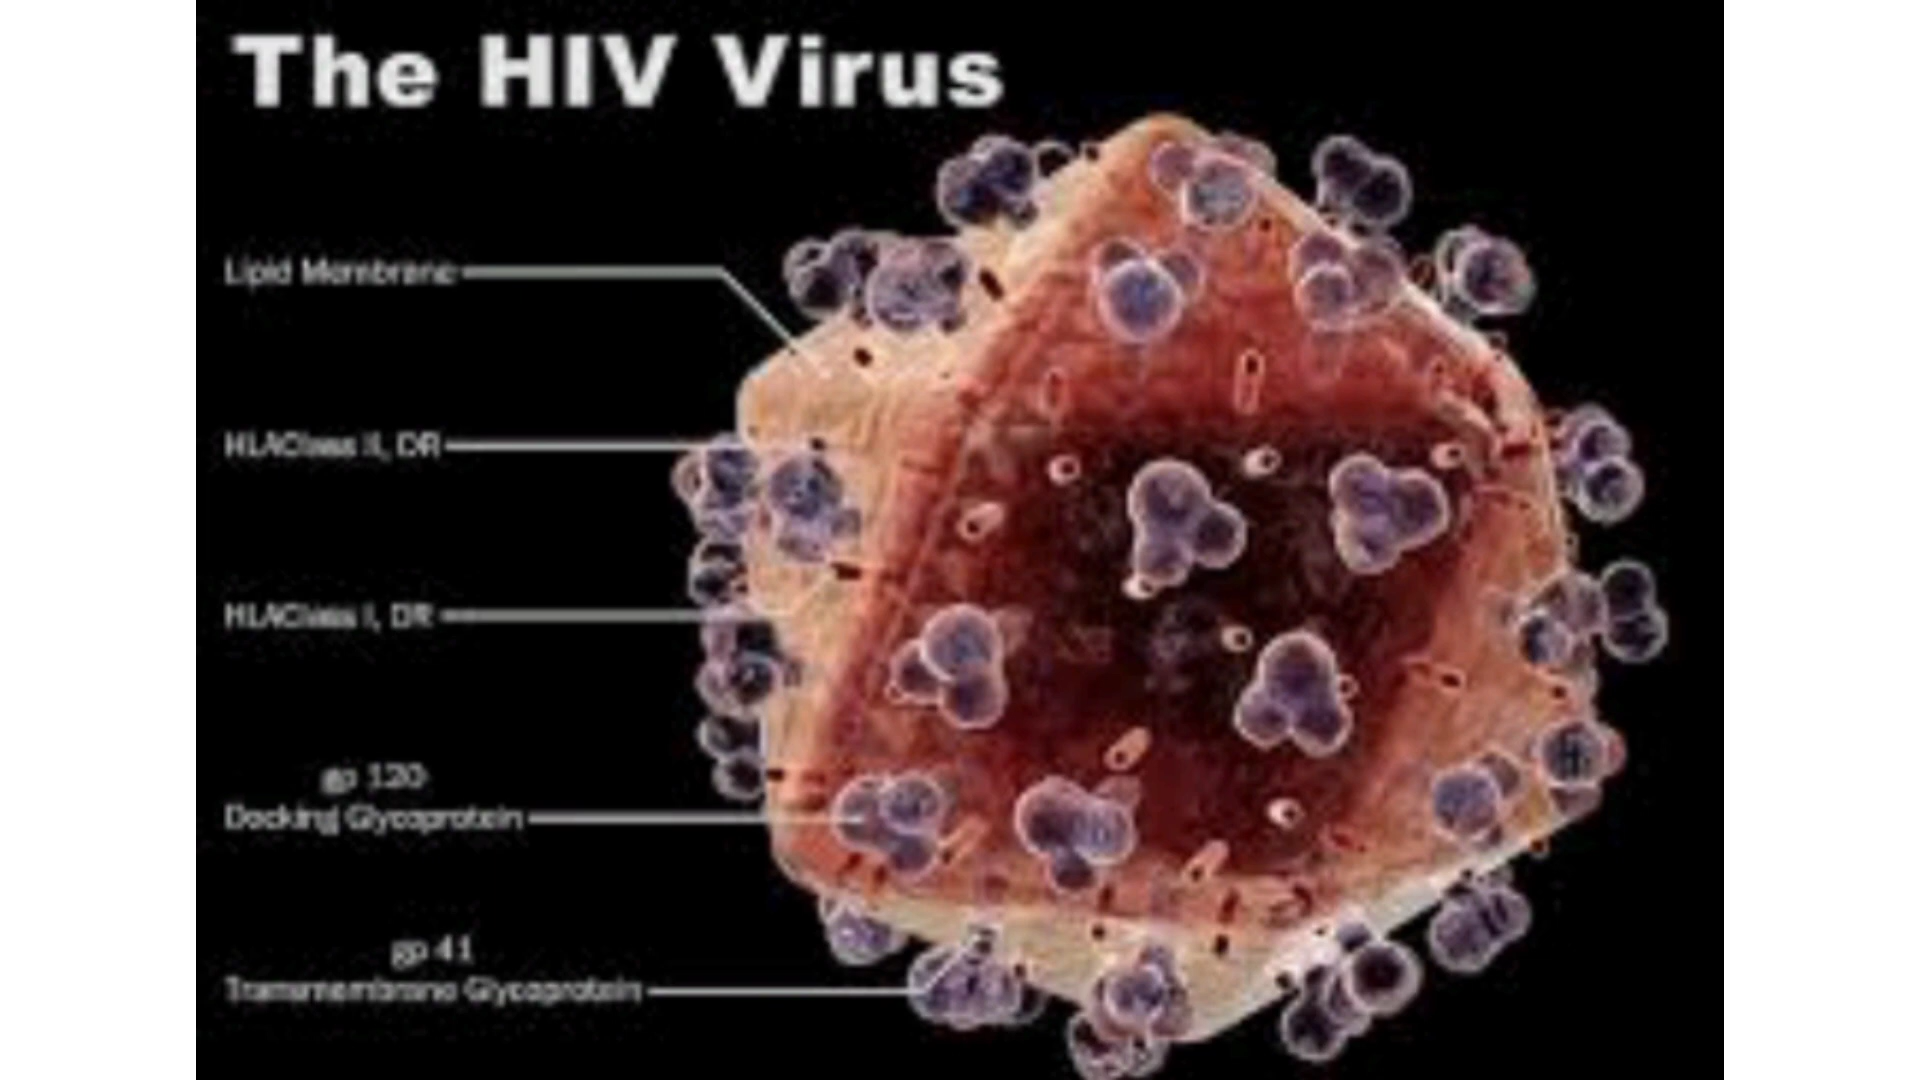 The HIV Virus
Lipid Membrane
HLAClass II, DR
HLAClass I, DR
gp 120
Docking Glycoprotein
gp 41
Transmembrane Glycoprotein